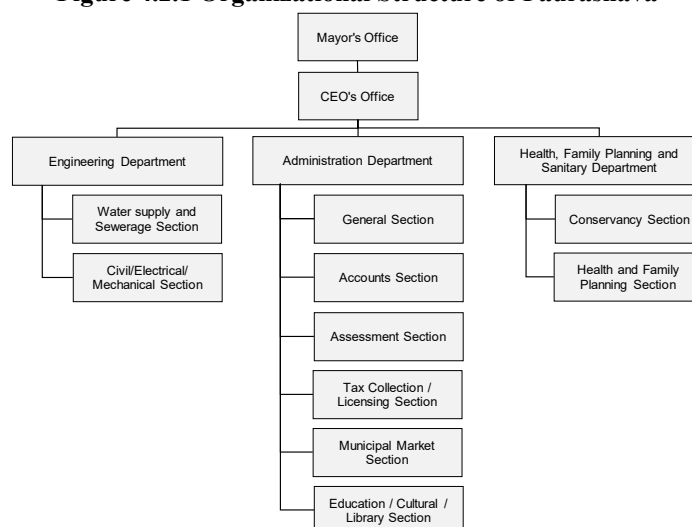 Figure 4.2.1 Organizational Structure of Paurashava
Mayor's Office
CEO's Office
Engineering Department
Administration Department
Health, Family Planning and
Sanitary Department
Water supply and
Sewerage Section
General Section
Conservancy Section
Civil/Electrical/
Mechanical Section
Accounts Section
Health and Family
Planning Section
Assessment Section
Tax Collection /
Licensing Section
Municipal Market
Section
Education / Cultural /
Library Section